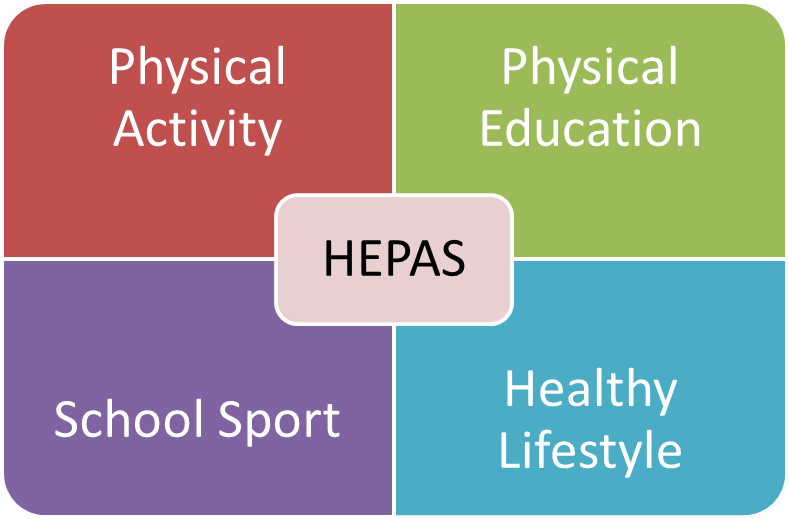 Physical
Activity
Physical
Education
HEPAS
School Sport
Healthy
Lifestyle